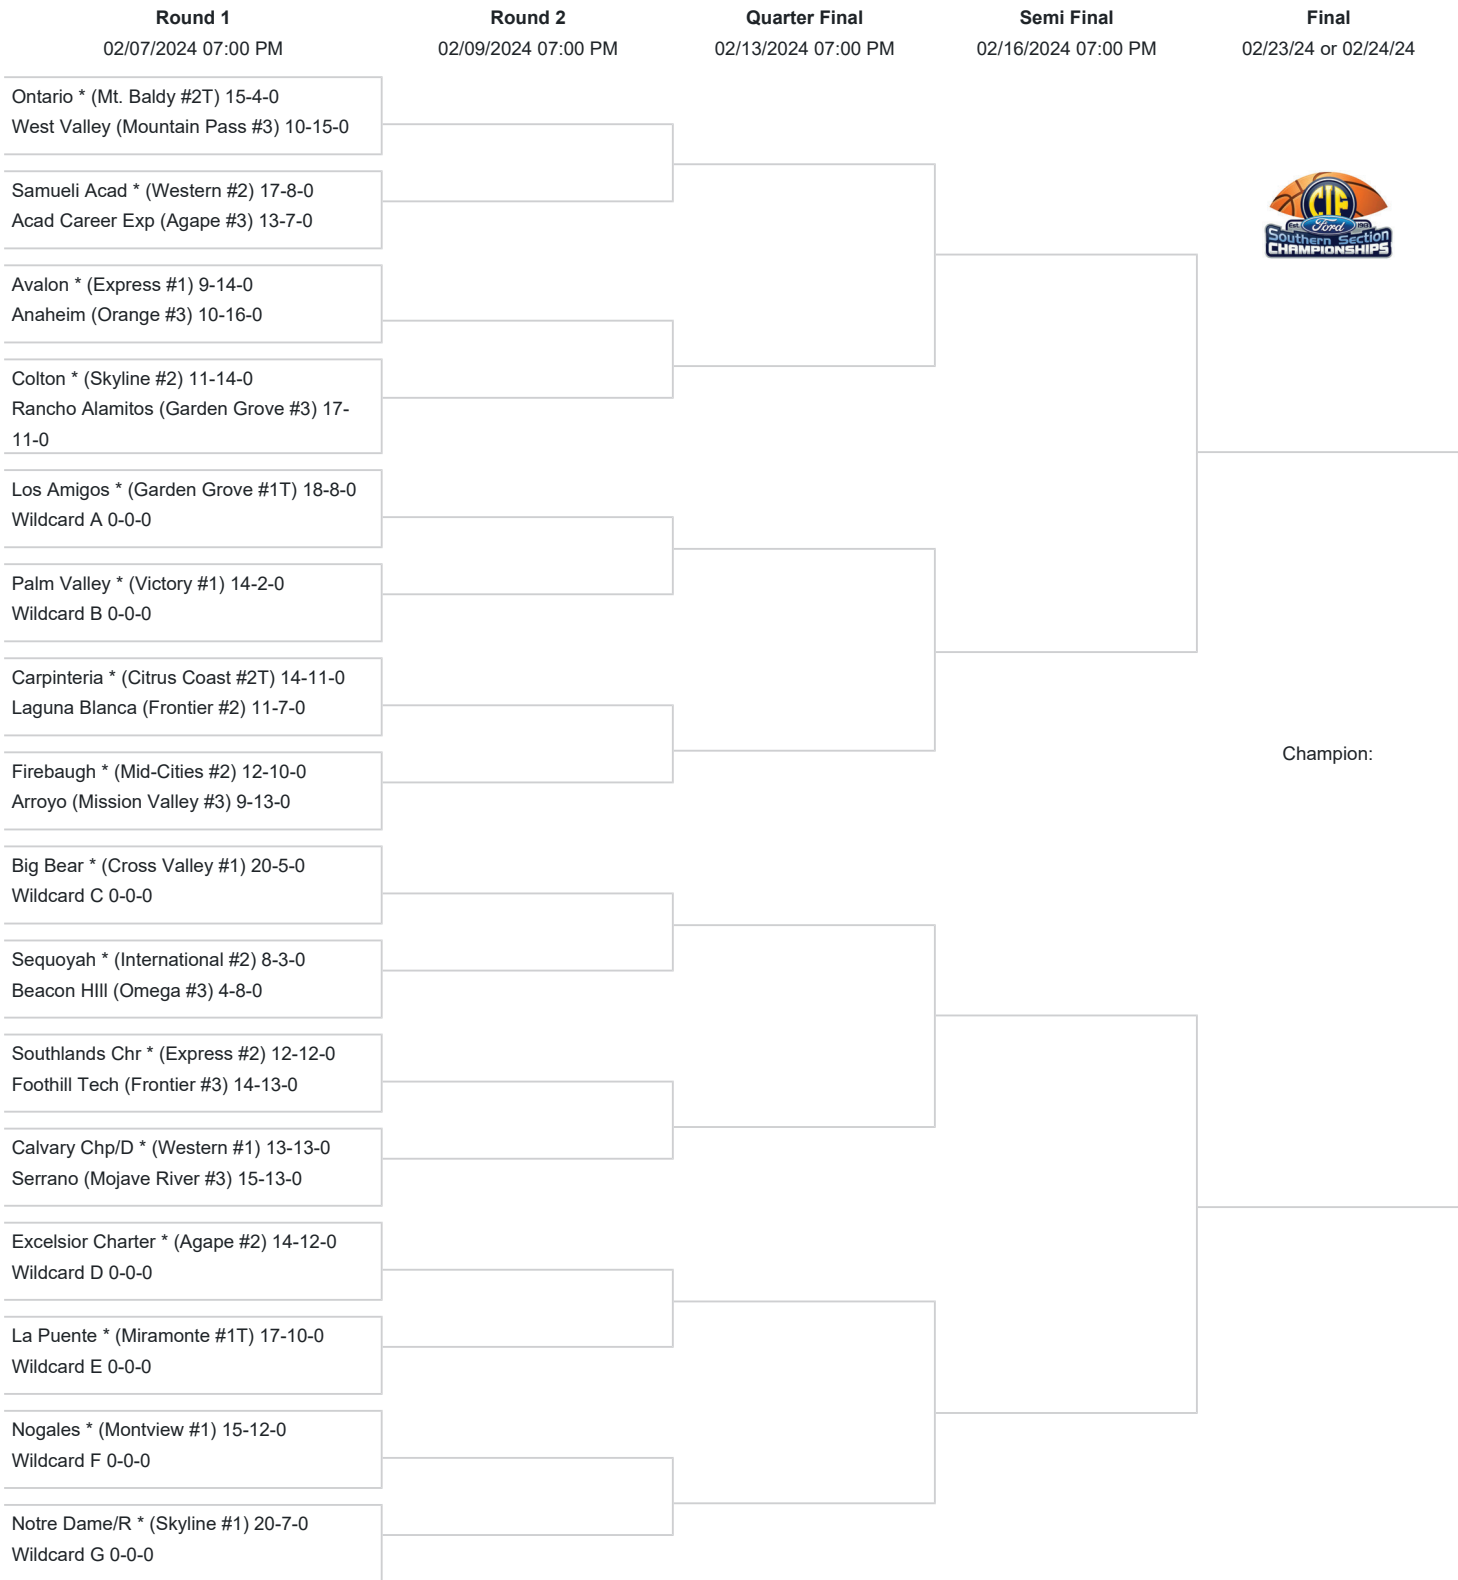 Round 1
Round 2
Quarter Final
Semi Final
Final
02/07/2024 07:00 PM
02/09/2024 07:00 PM
02/13/2024 07:00 PM
02/16/2024 07:00 PM
02/23/24 or 02/24/24
Ontario * (Mt. Baldy #2T) 15-4-0
West Valley (Mountain Pass #3) 10-15-0
Samueli Acad * (Western #2) 17-8-0
Acad Career Exp (Agape #3) 13-7-0
CIF
Est. Ford 1913
Southern Section
CHAMPIONSHIPS
Avalon * (Express #1) 9-14-0
Anaheim (Orange #3) 10-16-0
Colton * (Skyline #2) 11-14-0
Rancho Alamitos (Garden Grove #3) 17-
11-0
Los Amigos * (Garden Grove #1T) 18-8-0
Wildcard A 0-0-0
Palm Valley * (Victory #1) 14-2-0
Wildcard B 0-0-0
Carpinteria * (Citrus Coast #2T) 14-11-0
Laguna Blanca (Frontier #2) 11-7-0
Champion:
Firebaugh * (Mid-Cities #2) 12-10-0
Arroyo (Mission Valley #3) 9-13-0
Big Bear * (Cross Valley #1) 20-5-0
Wildcard C 0-0-0
Sequoyah * (International #2) 8-3-0
Beacon HIll (Omega #3) 4-8-0
Southlands Chr * (Express #2) 12-12-0
Foothill Tech (Frontier #3) 14-13-0
Calvary Chp/D * (Western #1) 13-13-0
Serrano (Mojave River #3) 15-13-0
Excelsior Charter * (Agape #2) 14-12-0
Wildcard D 0-0-0
La Puente * (Miramonte #1T) 17-10-0
Wildcard E 0-0-0
Nogales * (Montview #1) 15-12-0
Wildcard F 0-0-0
Notre Dame/R * (Skyline #1) 20-7-0
Wildcard G 0-0-0